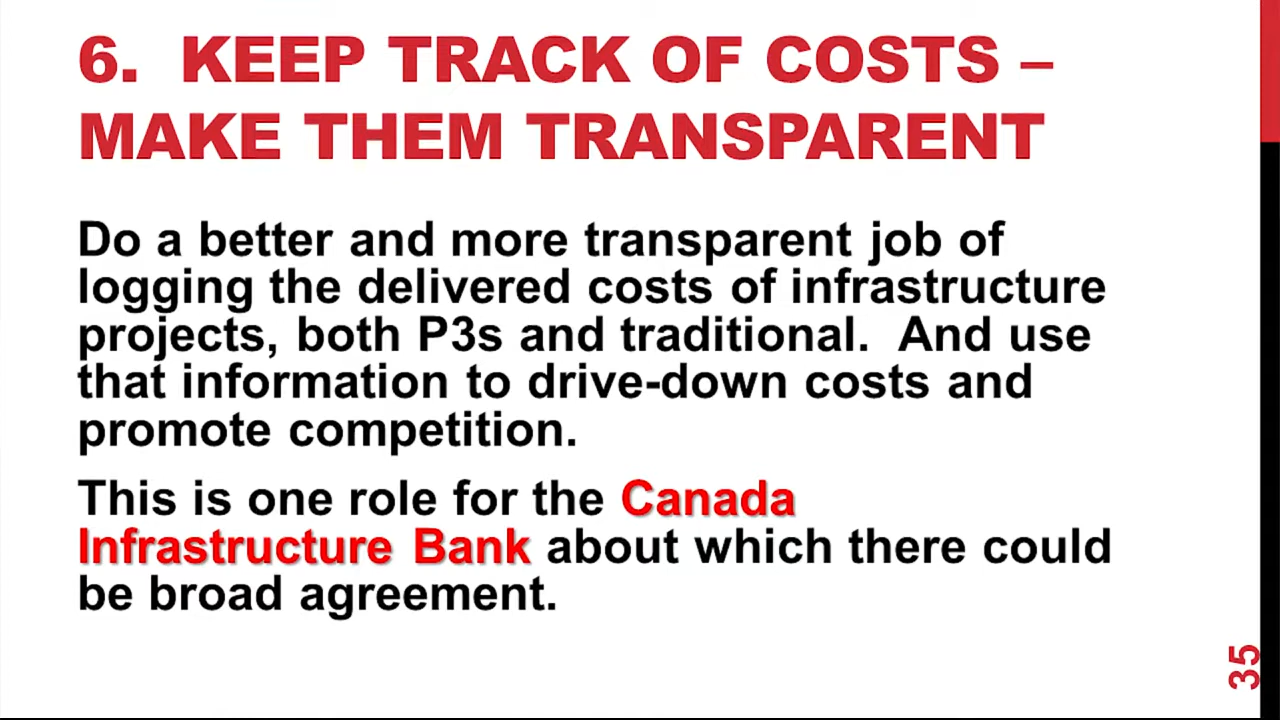 6.  KEEP TRACK OF COSTS –
MAKE THEM TRANSPARENT
Do a better and more transparent job of
logging the delivered costs of infrastructure
projects, both P3s and traditional.  And use
that information to drive-down costs and
promote competition.
This is one role for the Canada
Infrastructure Bank about which there could
be broad agreement.
35